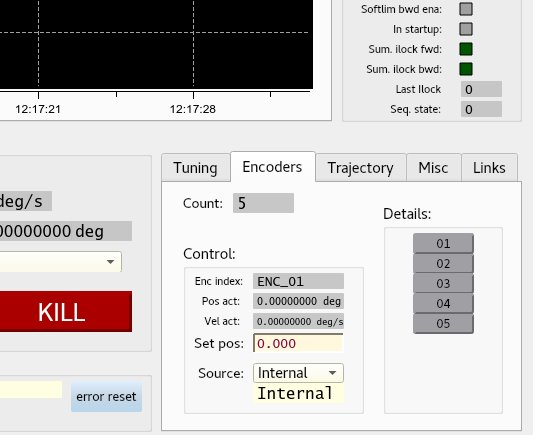 Softlim bwd ena:
In startup:
Sum. ilock fwd:
Sum. ilock bwd:
Last Ilock 0
Seq. state: 0
12:17:21 12:17:28
Tuning Encoders Trajectory Misc Links
deg/s
00000000 deg
KILL
error reset
Count: 5
Control:
Enc index: ENC_01
Pos act: 0.00000000 deg
Vel act: 0.00000000 deg/s
Set pos: 0.000
Source: Internal
Internal
Details:
01
02
03
04
05